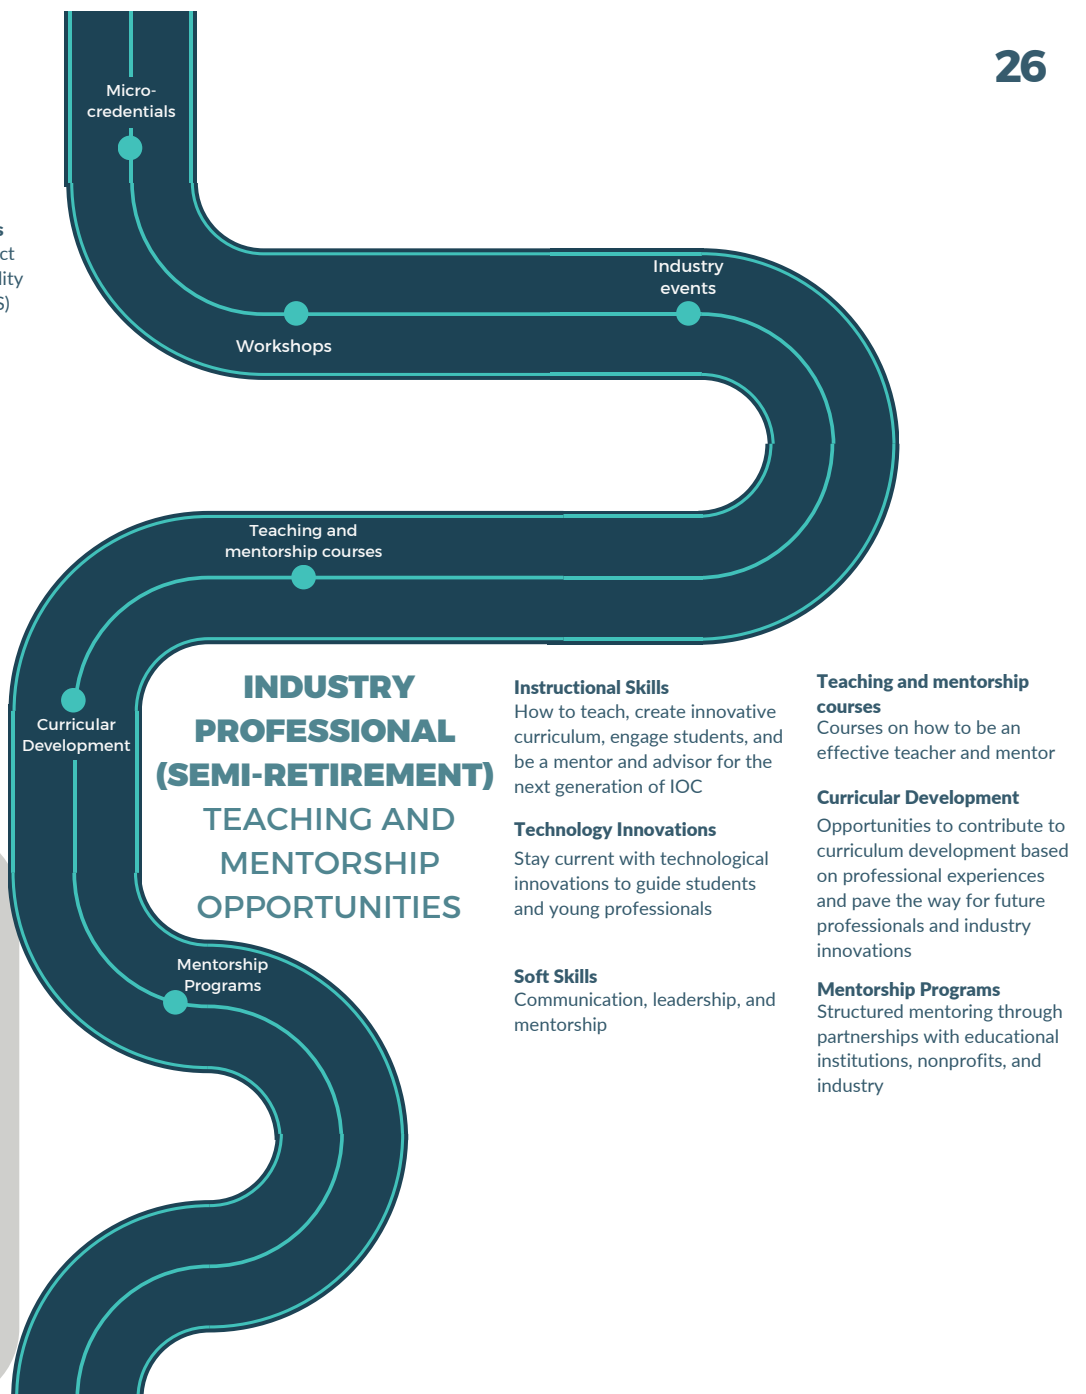 26
Micro-
credentials
s
ct
lity
S)
Industry
events
Workshops
Teaching and
mentorship courses
Curricular
Development
INDUSTRY
PROFESSIONAL
(SEMI-RETIREMENT)
TEACHING AND
MENTORSHIP
OPPORTUNITIES
Mentorship
Programs
Instructional Skills
How to teach, create innovative
curriculum, engage students, and
be a mentor and advisor for the
next generation of IOC
Technology Innovations
Stay current with technological
innovations to guide students
and young professionals
Soft Skills
Communication, leadership, and
mentorship
Teaching and mentorship
courses
Courses on how to be an
effective teacher and mentor
Curricular Development
Opportunities to contribute to
curriculum development based
on professional experiences
and pave the way for future
professionals and industry
innovations
Mentorship Programs
Structured mentoring through
partnerships with educational
institutions, nonprofits, and
industry